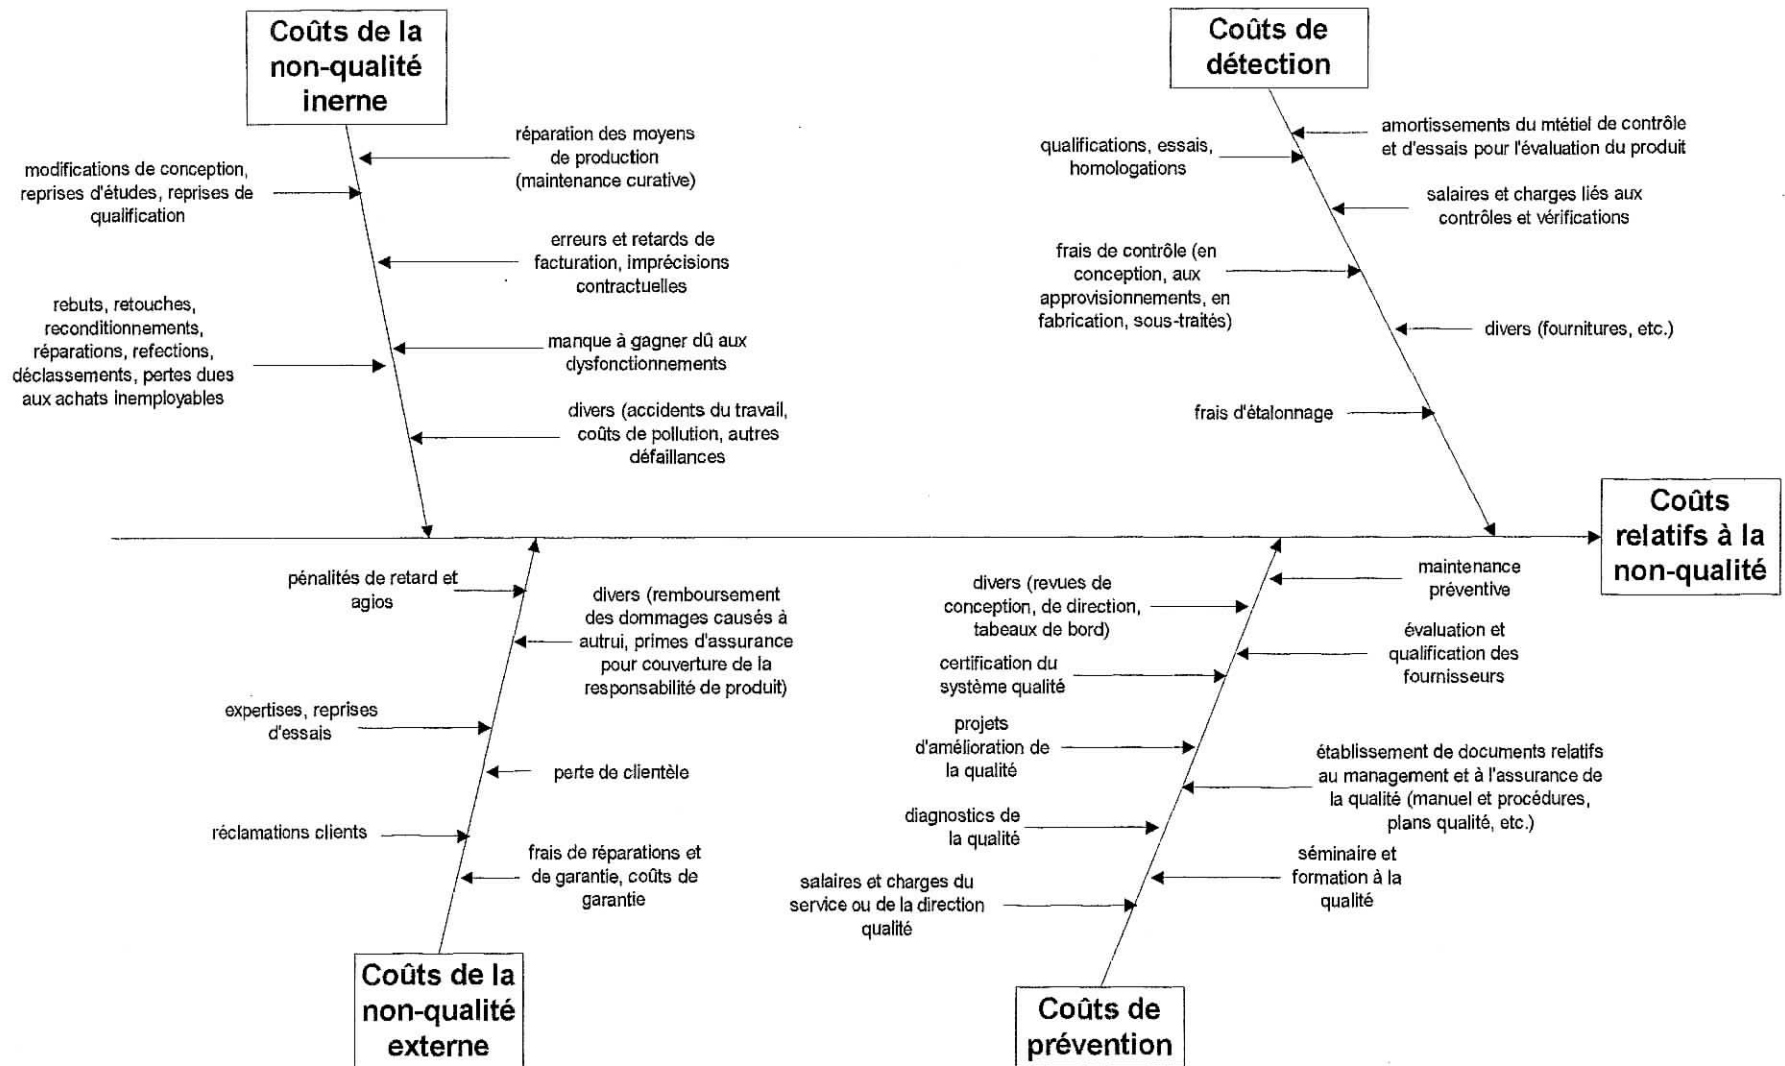 Coûts de la
non-qualité
inerne
Coûts de
détection
réparation des moyens
de production
(maintenance curative)
modifications de conception,
reprises d'études, reprises de
qualification
erreurs et retards de
facturation, imprécisions
contractuelles
rebuts, retouches,
reconditionnements,
réparations, refections,
déclassements, pertes dues
aux achats inemployables
manque à gagner dû aux
dysfonctionnements
divers (accidents du travail,
coûts de pollution, autres
défaillances
qualifications, essais,
homologations
amortissements du mtétiel de contrôle
et d'essais pour l'évaluation du produit
salaires et charges liés aux
contrôles et vérifications
frais de contrôle (en
conception, aux
approvisionnements, en
fabrication, sous-traités)
divers (fournitures, etc.)
frais d'étalonnage
Coûts
relatifs à la
non-qualité
pénalités de retard et
agios
divers (remboursement
des dommages causés à
autrui, primes d'assurance
pour couverture de la
responsabilité de produit)
expertises, reprises
d'essais
perte de clientèle
réclamations clients
frais de réparations et
de garantie, coûts de
garantie
Coûts de la
non-qualité
externe
divers (revues de
conception, de direction,
tabeaux de bord)
maintenance
préventive
certification du
système qualité
évaluation et
qualification des
fournisseurs
projets
d'amélioration de
la qualité
établissement de documents relatifs
au management et à l'assurance de
la qualité (manuel et procédures,
plans qualité, etc.)
diagnostics de
la qualité
séminaire et
formation à la
qualité
salaires et charges du
service ou de la direction
qualité
Coûts de
prévention